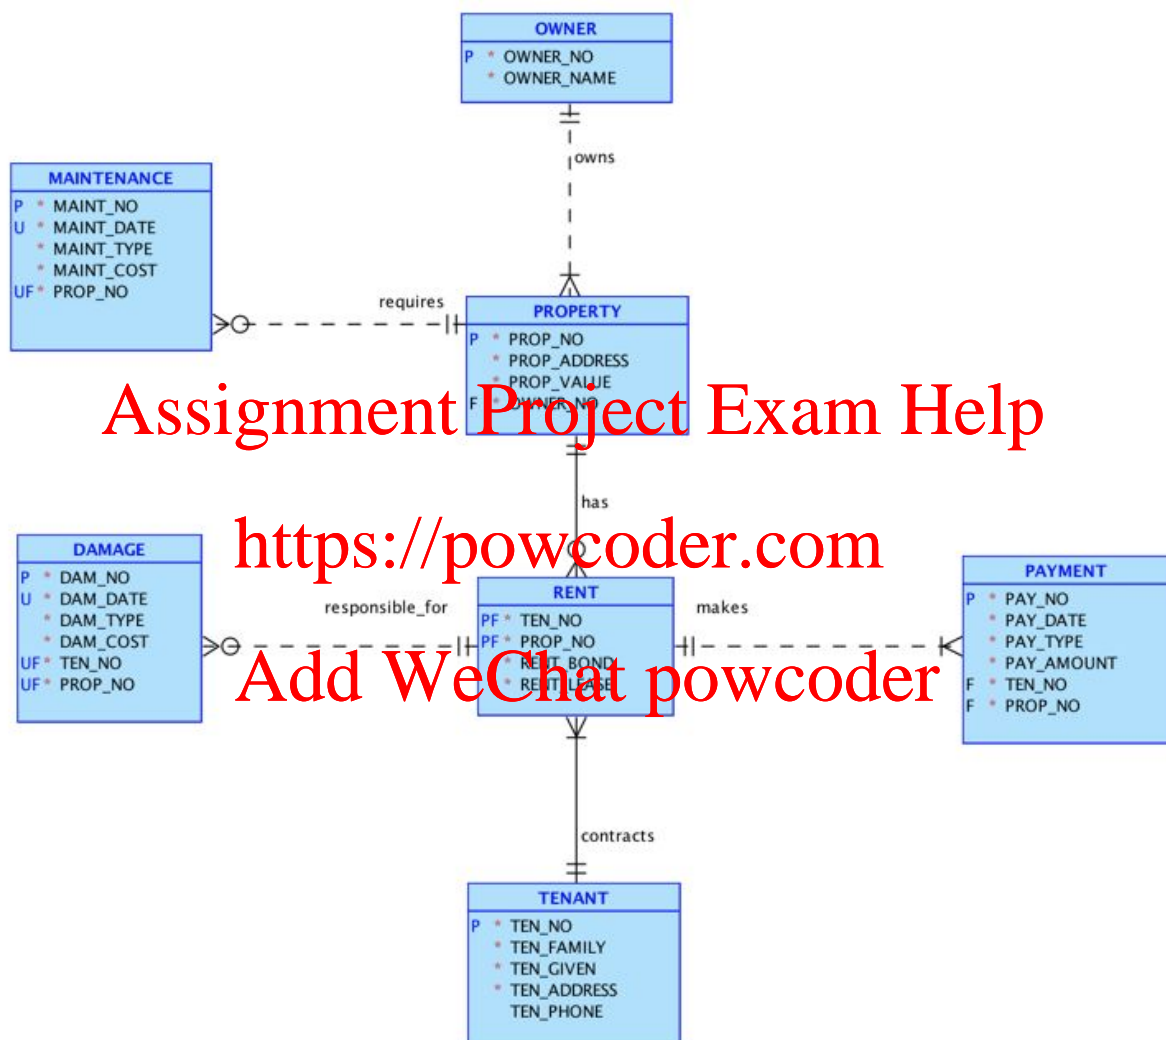 OWNER
P * OWNER_NO
* OWNER_NAME
owns
MAINTENANCE
P * MAINT_NO
U * MAINT_DATE
* MAINT_TYPE
* MAINT_COST
UF * PROP_NO
requires
PROPERTY
P * PROP_NO
* PROP_ADDRESS
* PROP_VALUE
F * OWNER_NO
Assignment Project Exam Help
has
https://powcoder.com
DAMAGE
P * DAM_NO
U * DAM_DATE
* DAM_TYPE
* DAM_COST
UF * TEN_NO
UF * PROP_NO
responsible_for
RENT
PF * TEN_NO
PF * PROP_NO
* RENT_BOND
* RENT_LEASE
makes
PAYMENT
P * PAY_NO
* PAY_DATE
* PAY_TYPE
* PAY_AMOUNT
F * TEN_NO
F * PROP_NO
Add WeChat powcoder
contracts
TENANT
P * TEN_NO
* TEN_FAMILY
* TEN_GIVEN
* TEN_ADDRESS
TEN_PHONE